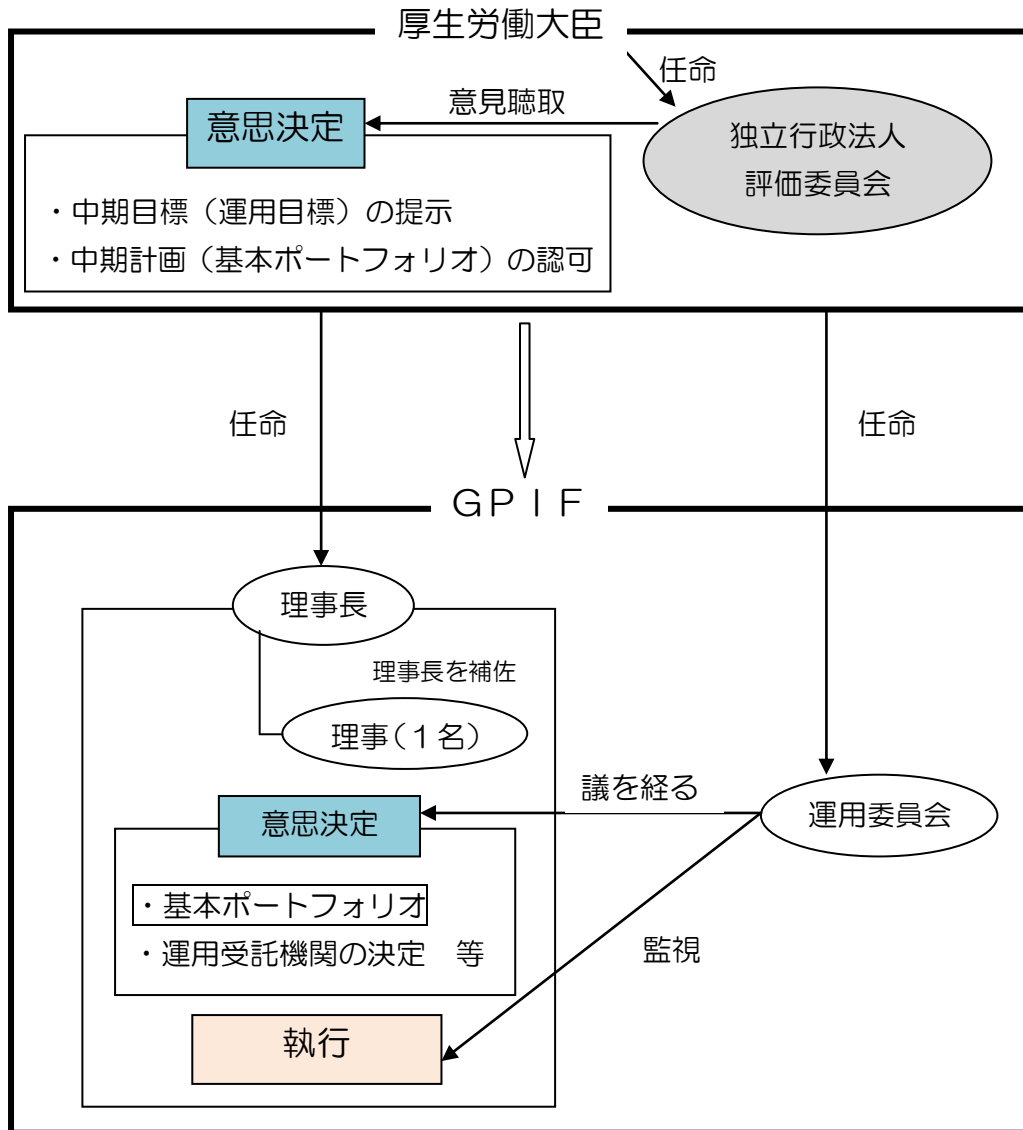 厚生労働大臣
任命
意見聴取
意思決定
独立行政法人
評価委員会
・中期目標（運用目標）の提示
・中期計画（基本ポートフォリオ）の認可
任命
任命
ＧＰＩＦ
理事長
理事長を補佐
理事（１名）
議を経る
意思決定
運用委員会
・基本ポートフォリオ
・運用受託機関の決定　等
監視
執行